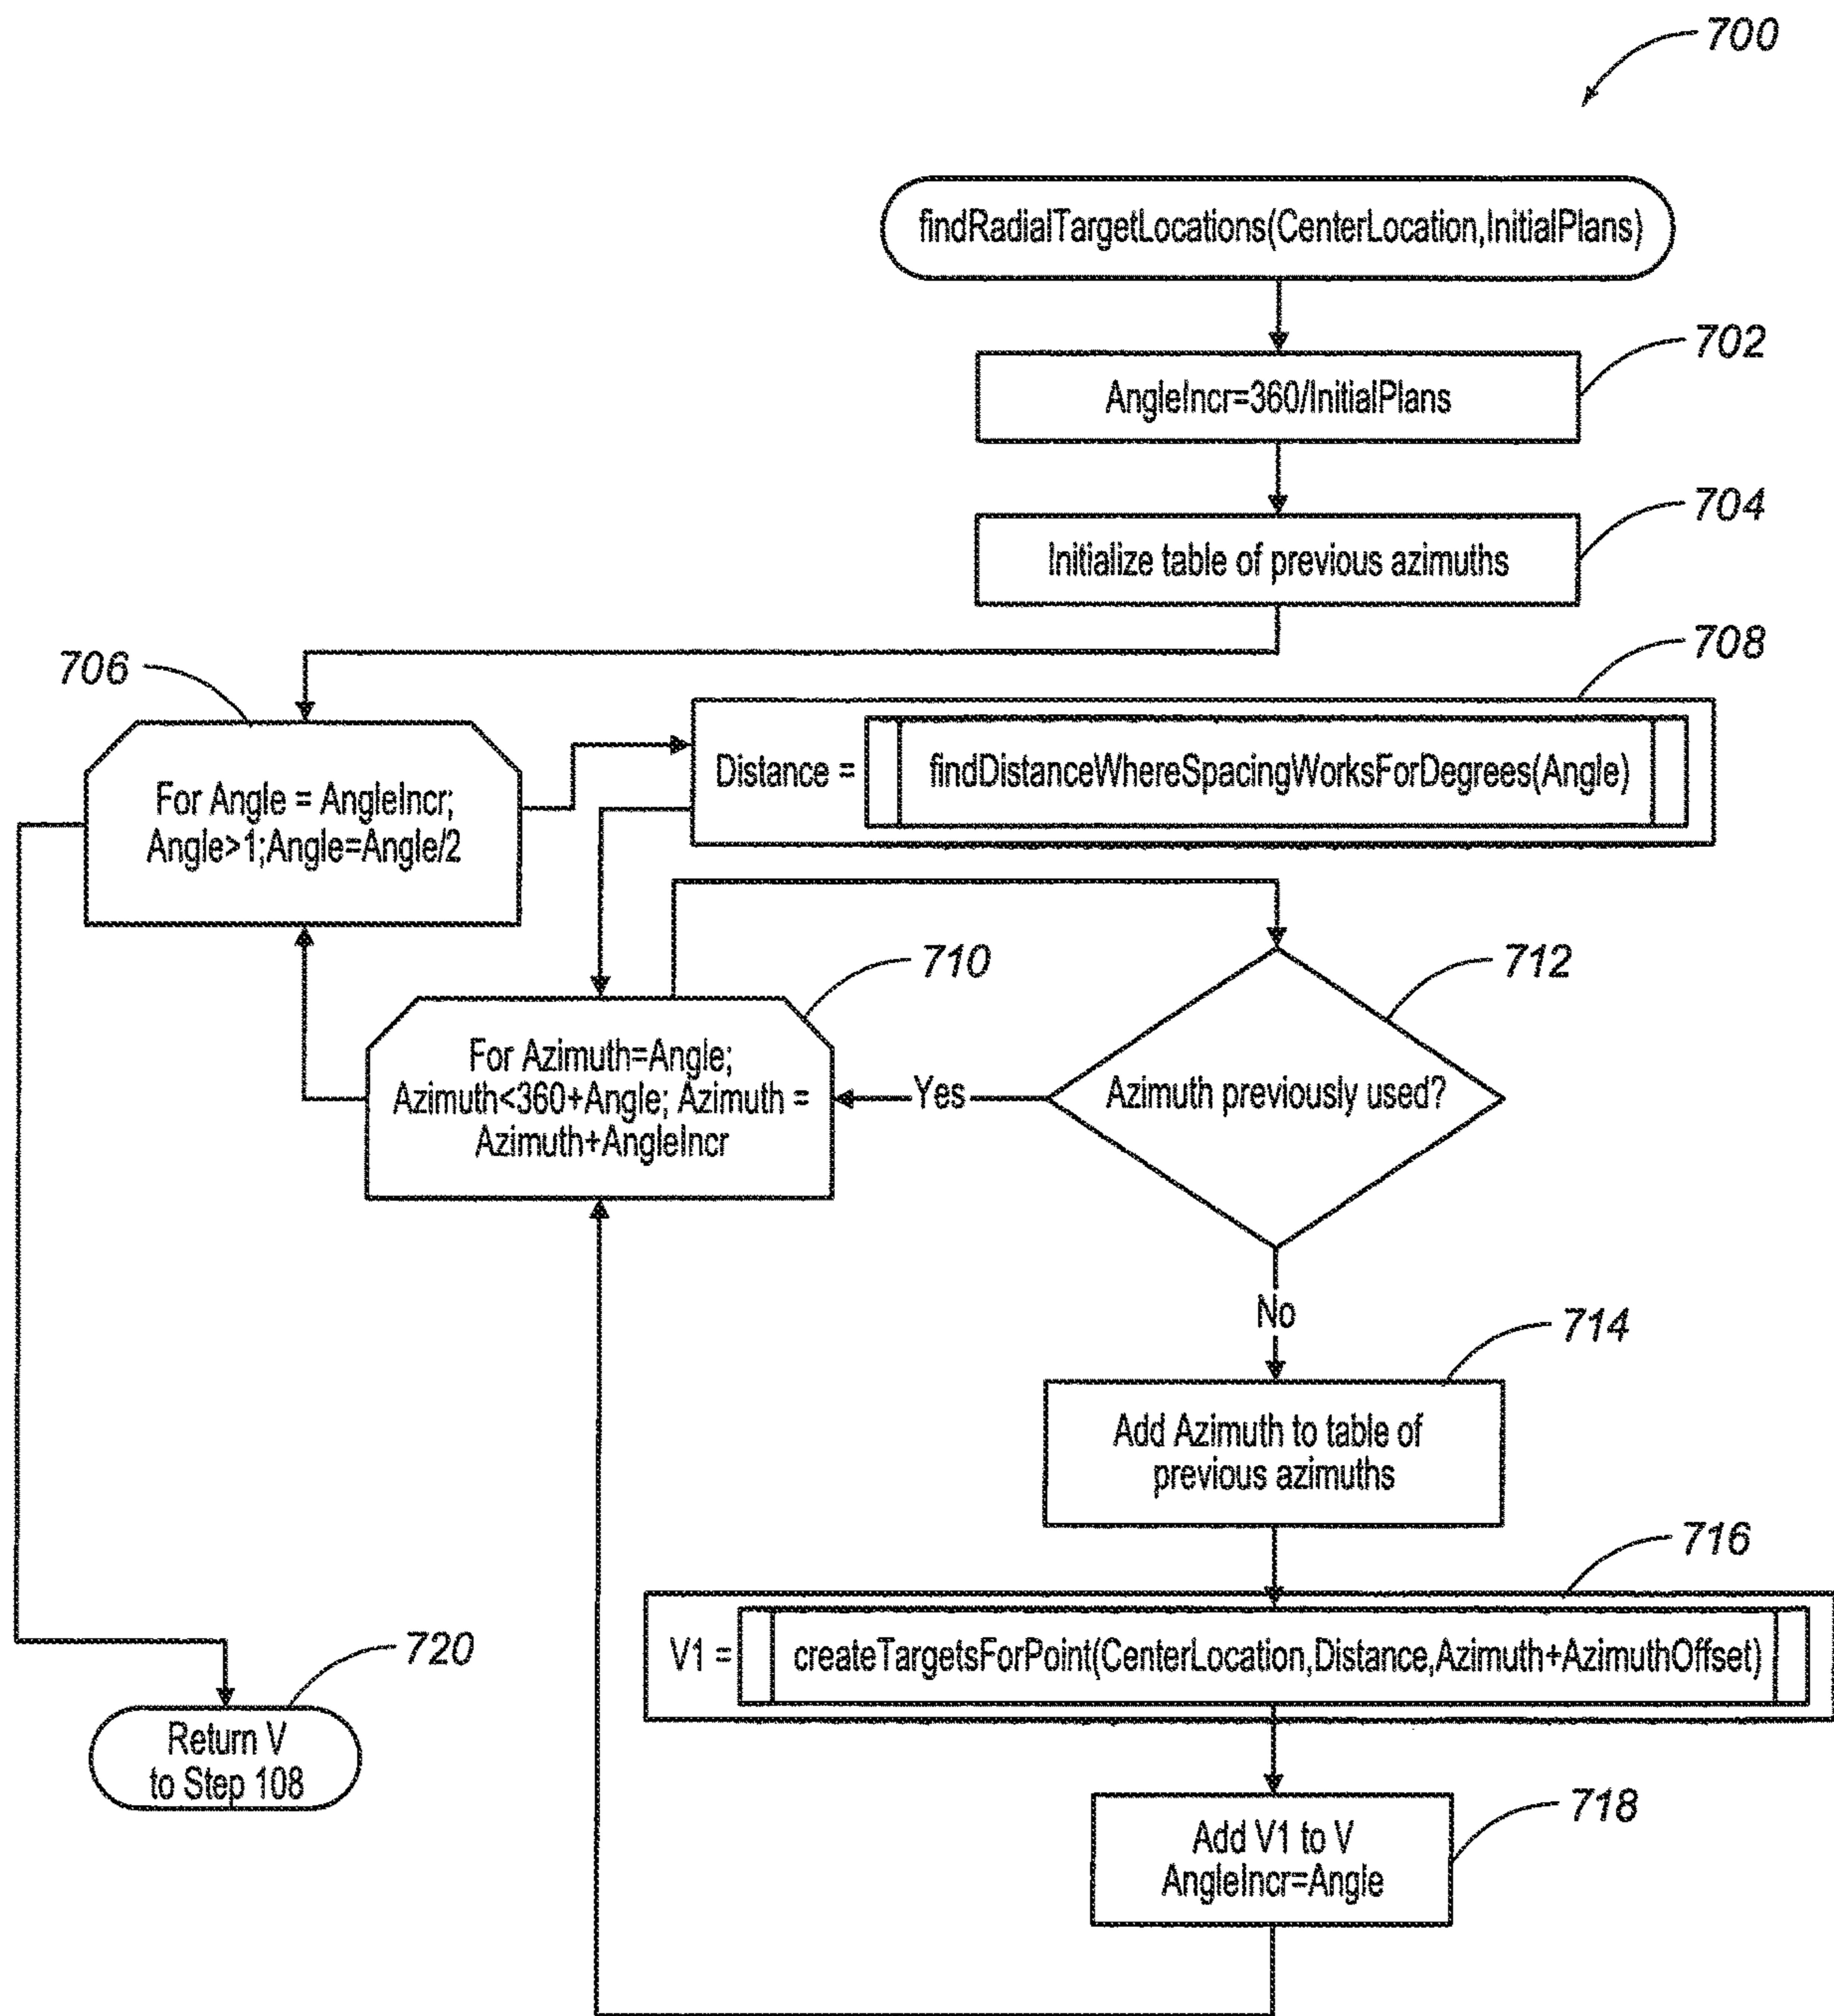 700
findRadialTargetLocations(CenterLocation,InitialPlans)
702
AngleIncr=360/InitialPlans
704
Initialize table of previous azimuths
706
708
For Angle = AngleIncr;
Angle>1;Angle=Angle/2
Distance =
findDistanceWhereSpacingWorksForDegrees(Angle)
710
712
For Azimuth=Angle;
Azimuth<360+Angle; Azimuth =
Azimuth+AngleIncr
Yes
Azimuth previously used?
No
714
Add Azimuth to table of
previous azimuths
716
V1 =
createTargetsForPoint(CenterLocation,Distance,Azimuth+AzimuthOffset)
720
Return V
to Step 108
718
Add V1 to V
AngleIncr=Angle